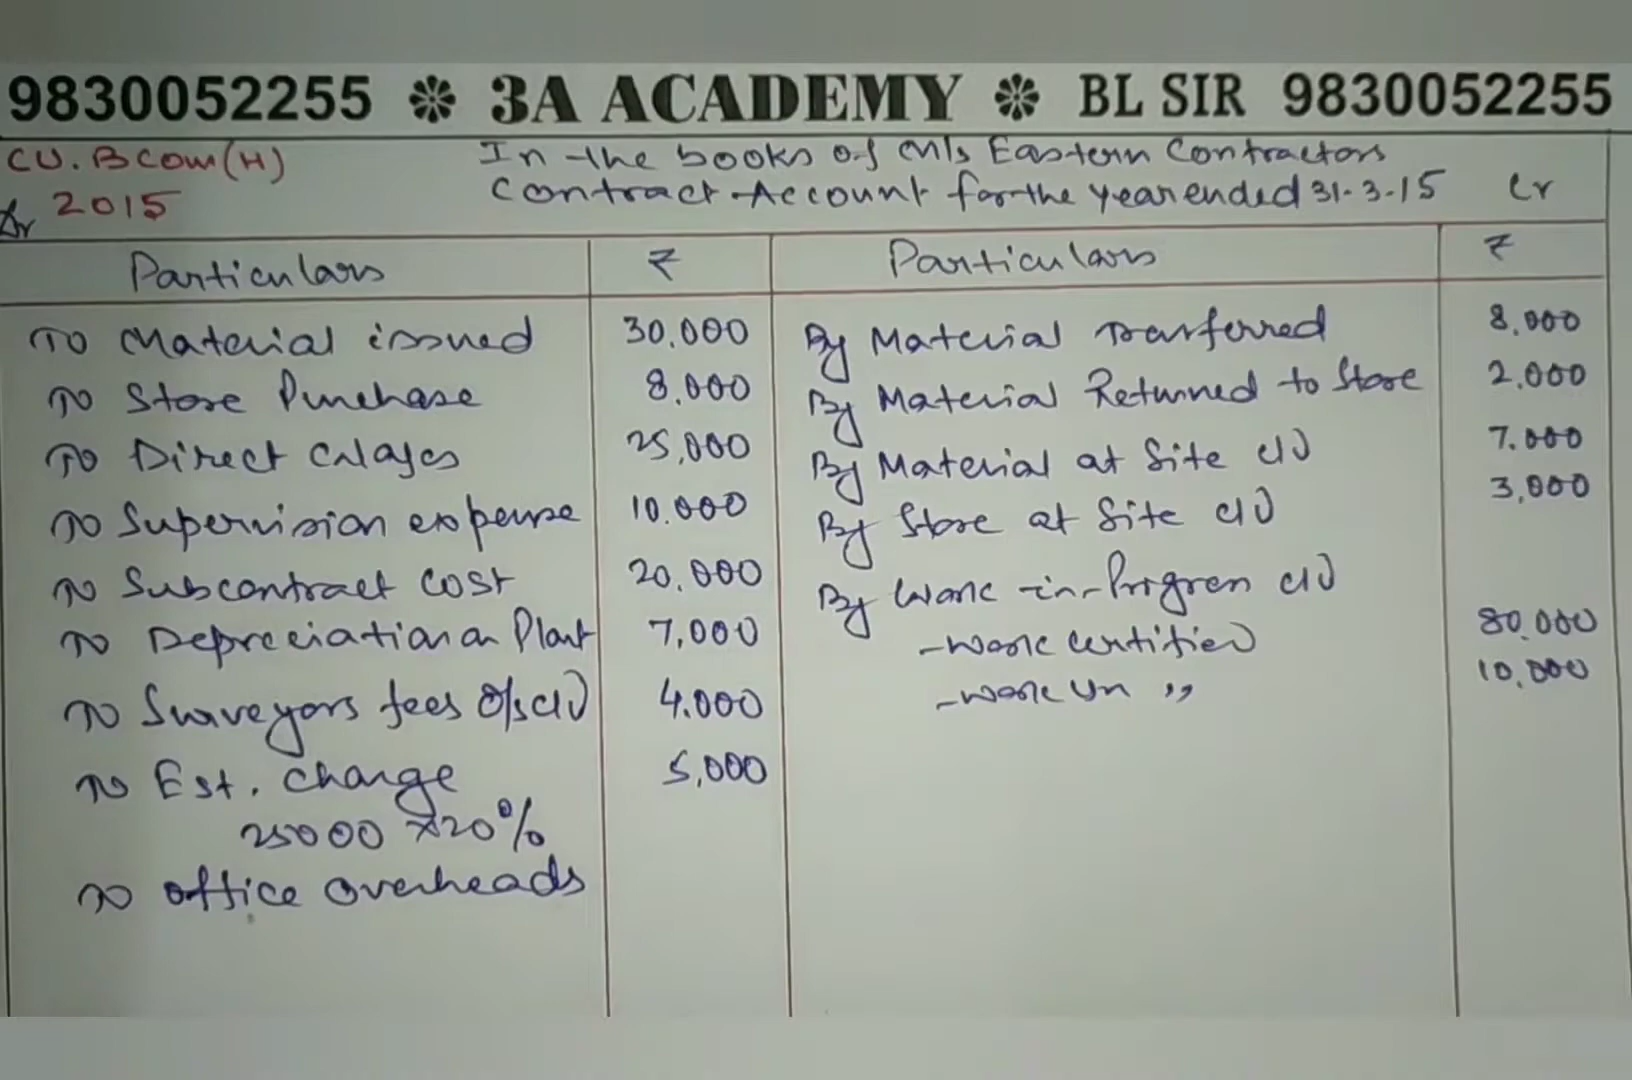 9830052255 ❋ 3A ACADEMY ❋ BL SIR 9830052255
CU. BCom(H)
2015
In the books of M/s Eastern Contractors
Contract Account for the year ended 31-3-15
Dr
Cr
Particulars ₹ Particulars ₹
To Material issued 30,000
To Store Purchase 8,000
To Direct Wages 25,000
To Supervision expense 10,000
To Subcontract Cost 20,000
To Depreciation on Plant 7,000
To Surveyors fees o/s c/d 4,000
To Est. Charge 5,000
25000 x 20%
To Office Overheads
By Material Transferred 8,000
By Material Returned to Store 2,000
By Material at Site c/d 7,000
By Store at Site c/d 3,000
By Work-in-Progress c/d
- Work Certified 80,000
- Work Un ,, 10,000